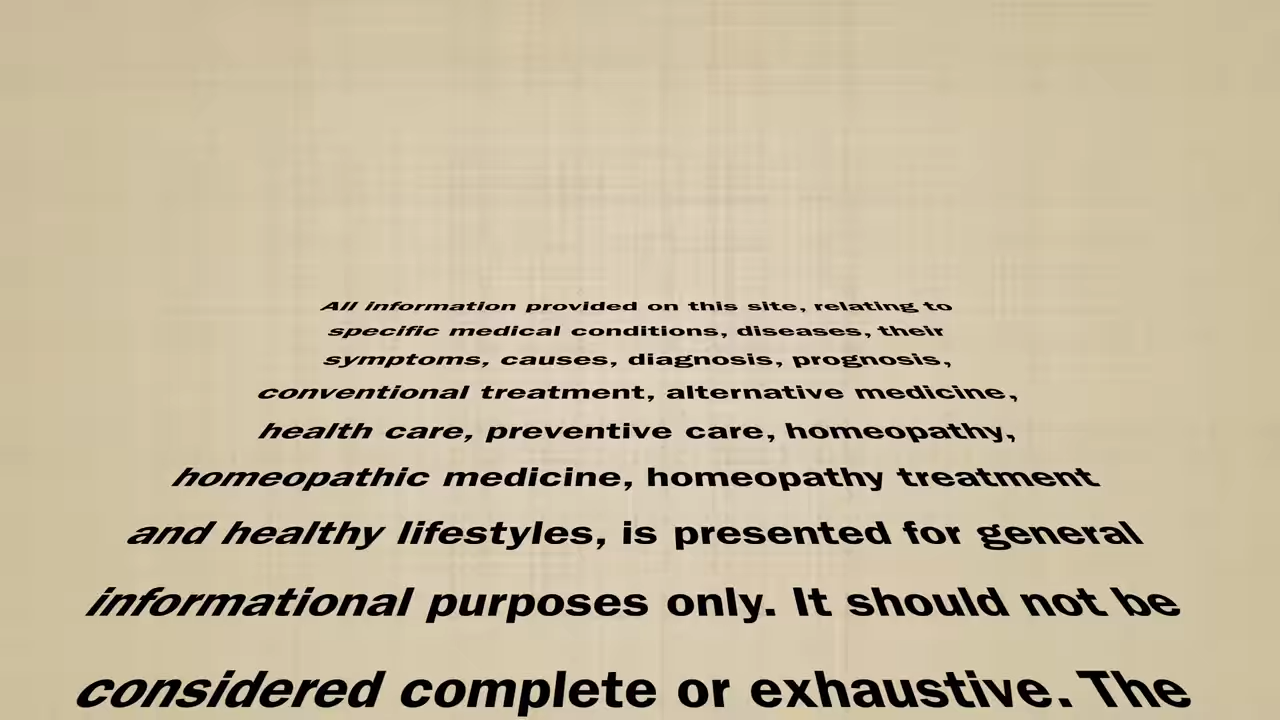 All information provided on this site, relating to
specific medical conditions, diseases, their
symptoms, causes, diagnosis, prognosis,
conventional treatment, alternative medicine,
health care, preventive care, homeopathy,
homeopathic medicine, homeopathy treatment
and healthy lifestyles, is presented for general
informational purposes only. It should not be
considered complete or exhaustive. The